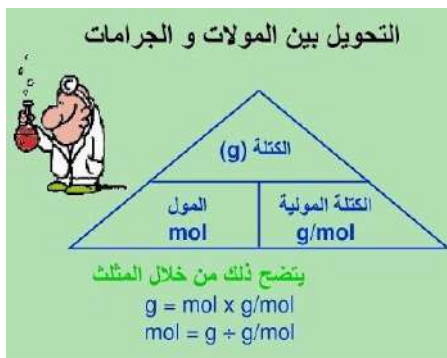 التحويل بين المولات و الجرامات
الكتلة (g)
الكتلة المولية
g/mol
المول
mol
يتضح ذلك من خلال المثلث
g = mol x g/mol
mol = g ÷ g/mol